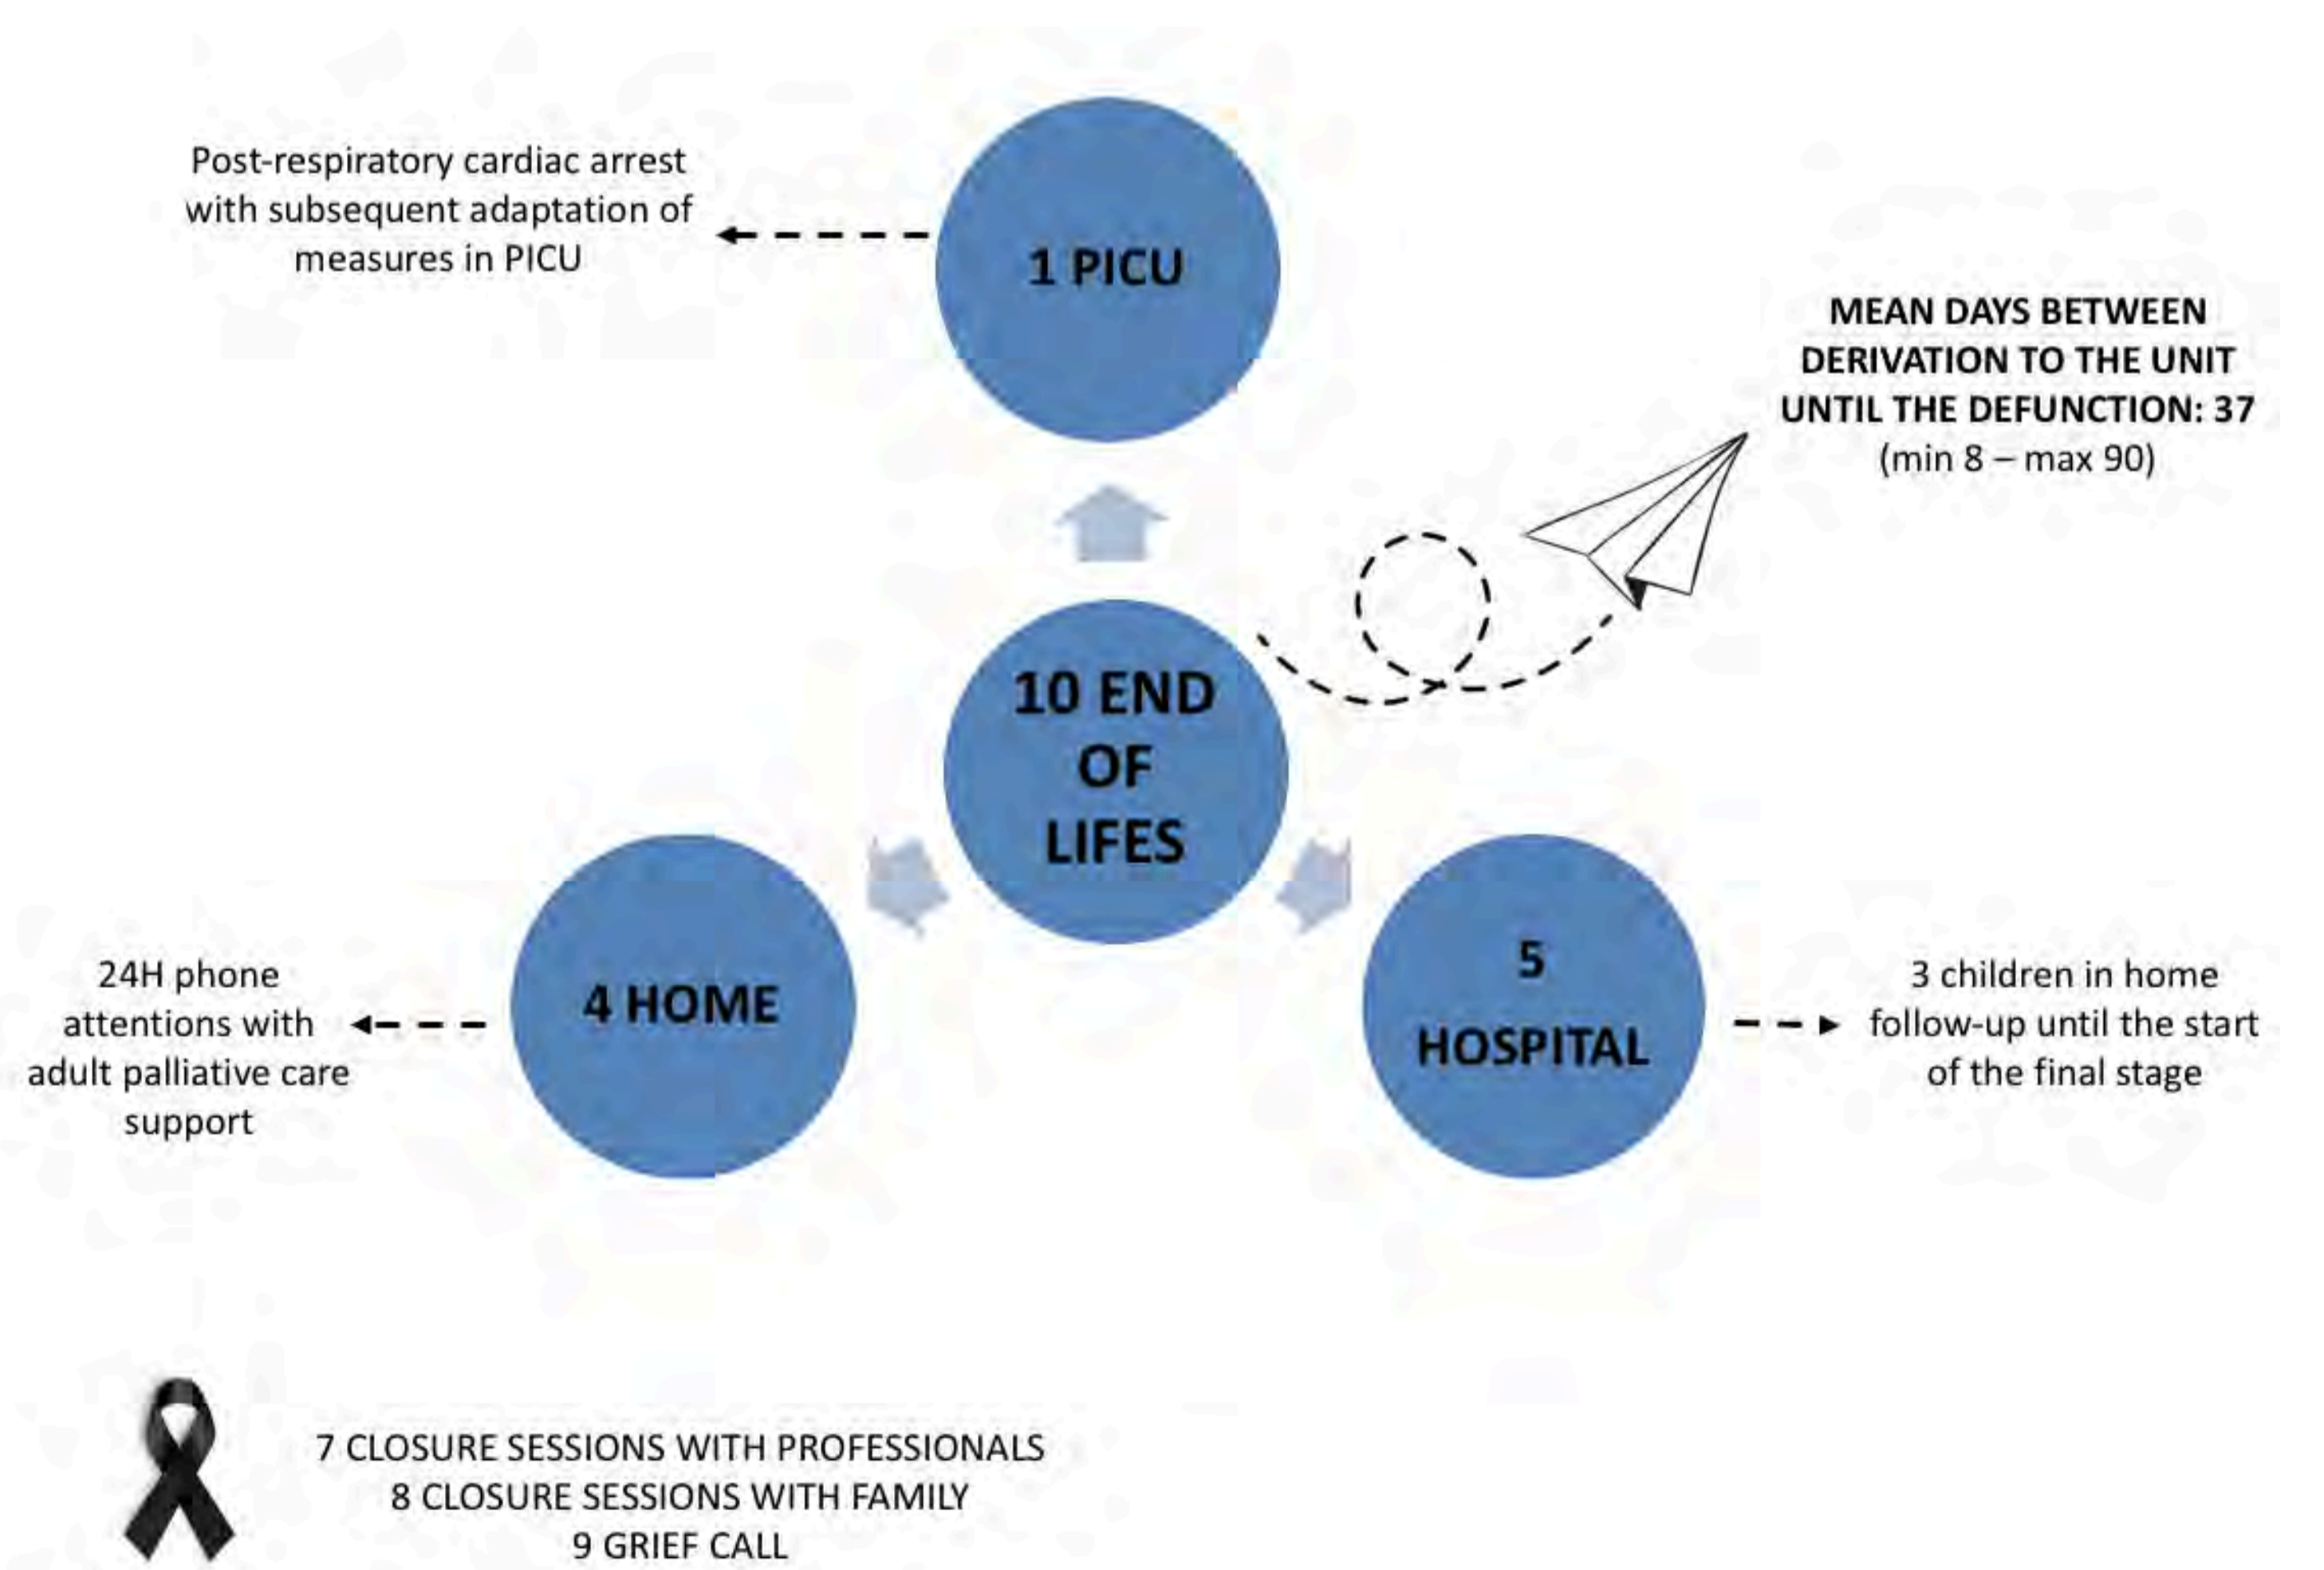 Post-respiratory cardiac arrest
with subsequent adaptation of
measures in PICU
1 PICU
MEAN DAYS BETWEEN
DERIVATION TO THE UNIT
UNTIL THE DEFUNCTION: 37
(min 8 – max 90)
10 END
OF
LIFES
24H phone
attentions with
adult palliative care
support
4 HOME
5
HOSPITAL
3 children in home
follow-up until the start
of the final stage
7 CLOSURE SESSIONS WITH PROFESSIONALS
8 CLOSURE SESSIONS WITH FAMILY
9 GRIEF CALL